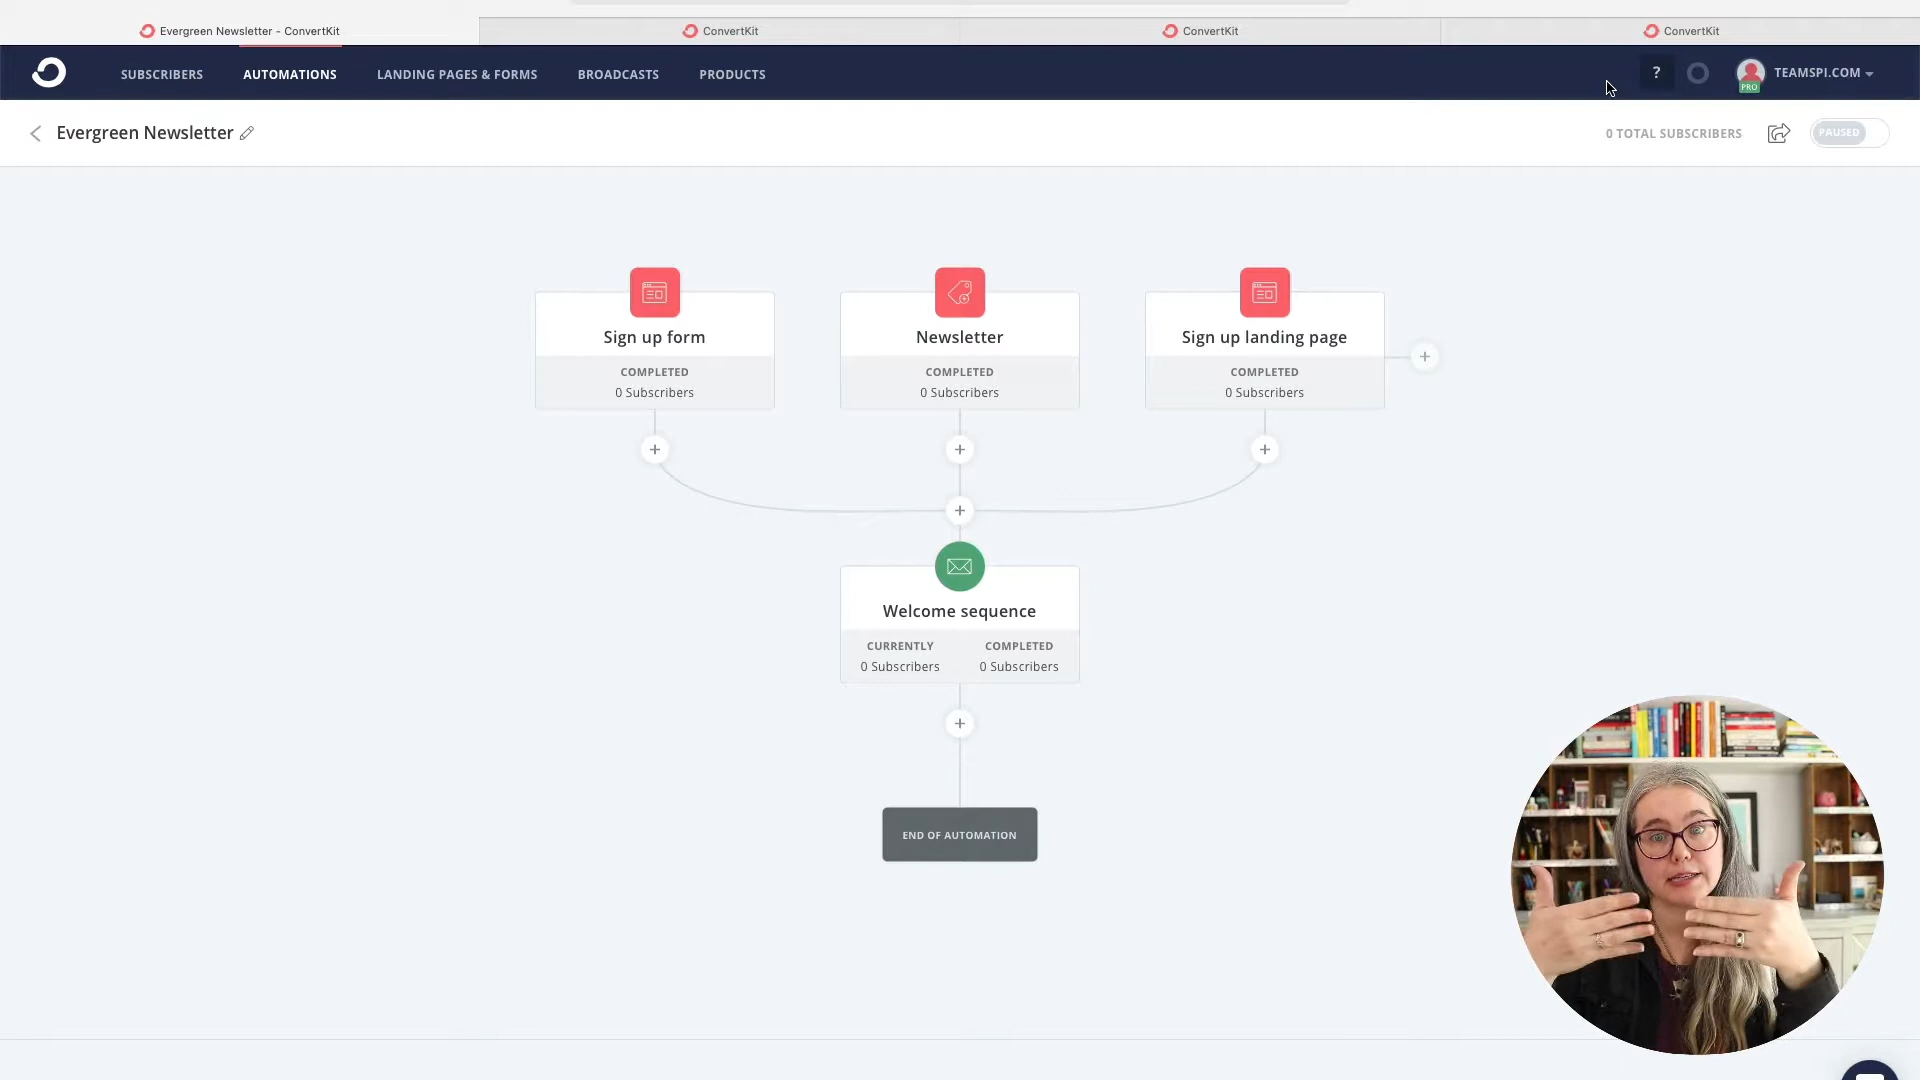 Evergreen Newsletter - ConvertKit
ConvertKit
ConvertKit
ConvertKit
SUBSCRIBERS
AUTOMATIONS
LANDING PAGES & FORMS
BROADCASTS
PRODUCTS
?
TEAMSPI.COM
PRO
Evergreen Newsletter
0 TOTAL SUBSCRIBERS
PAUSED
Sign up form
COMPLETED
0 Subscribers
Newsletter
COMPLETED
0 Subscribers
Sign up landing page
COMPLETED
0 Subscribers
Welcome sequence
CURRENTLY
0 Subscribers
COMPLETED
0 Subscribers
END OF AUTOMATION